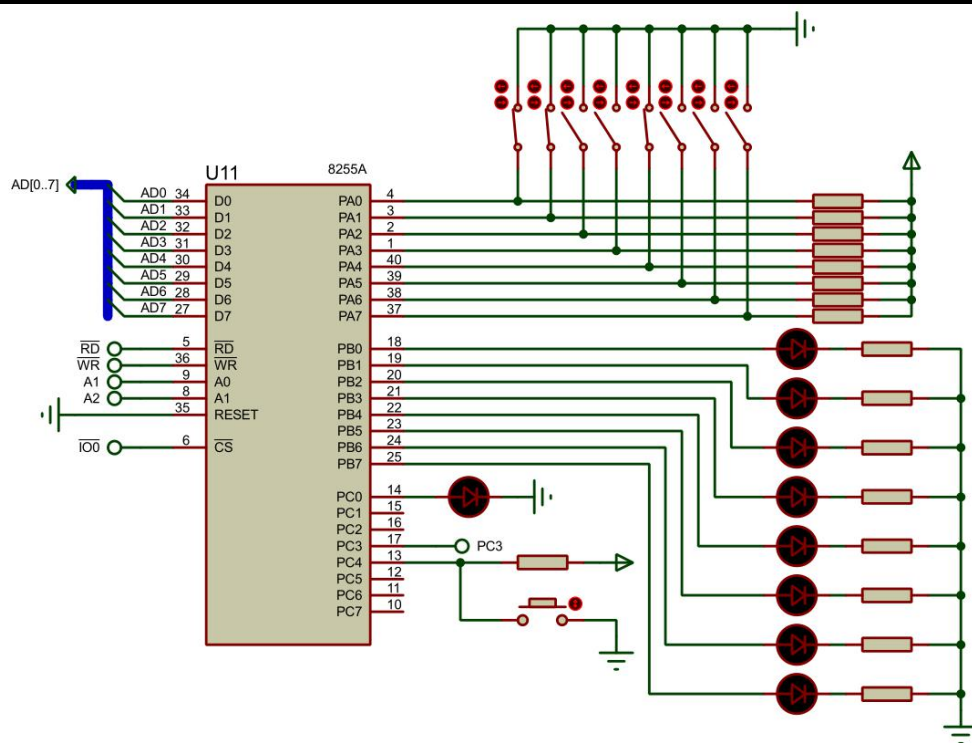 U11
8255A
AD[0..7]
AD0 34 D0 PA0 4
AD1 33 D1 PA1 3
AD2 32 D2 PA2 2
AD3 31 D3 PA3 1
AD4 30 D4 PA4 40
AD5 29 D5 PA5 39
AD6 28 D6 PA6 38
AD7 27 D7 PA7 37
RD 5 RD PB0 18
WR 36 WR PB1 19
A1 9 A0 PB2 20
A2 8 A1 PB3 21
35 RESET PB4 22
PB5 23
IO0 6 CS PB6 24
PB7 25
PC0 14
PC1 15
PC2 16
PC3 17 PC3
PC4 13
PC5 12
PC6 11
PC7 10